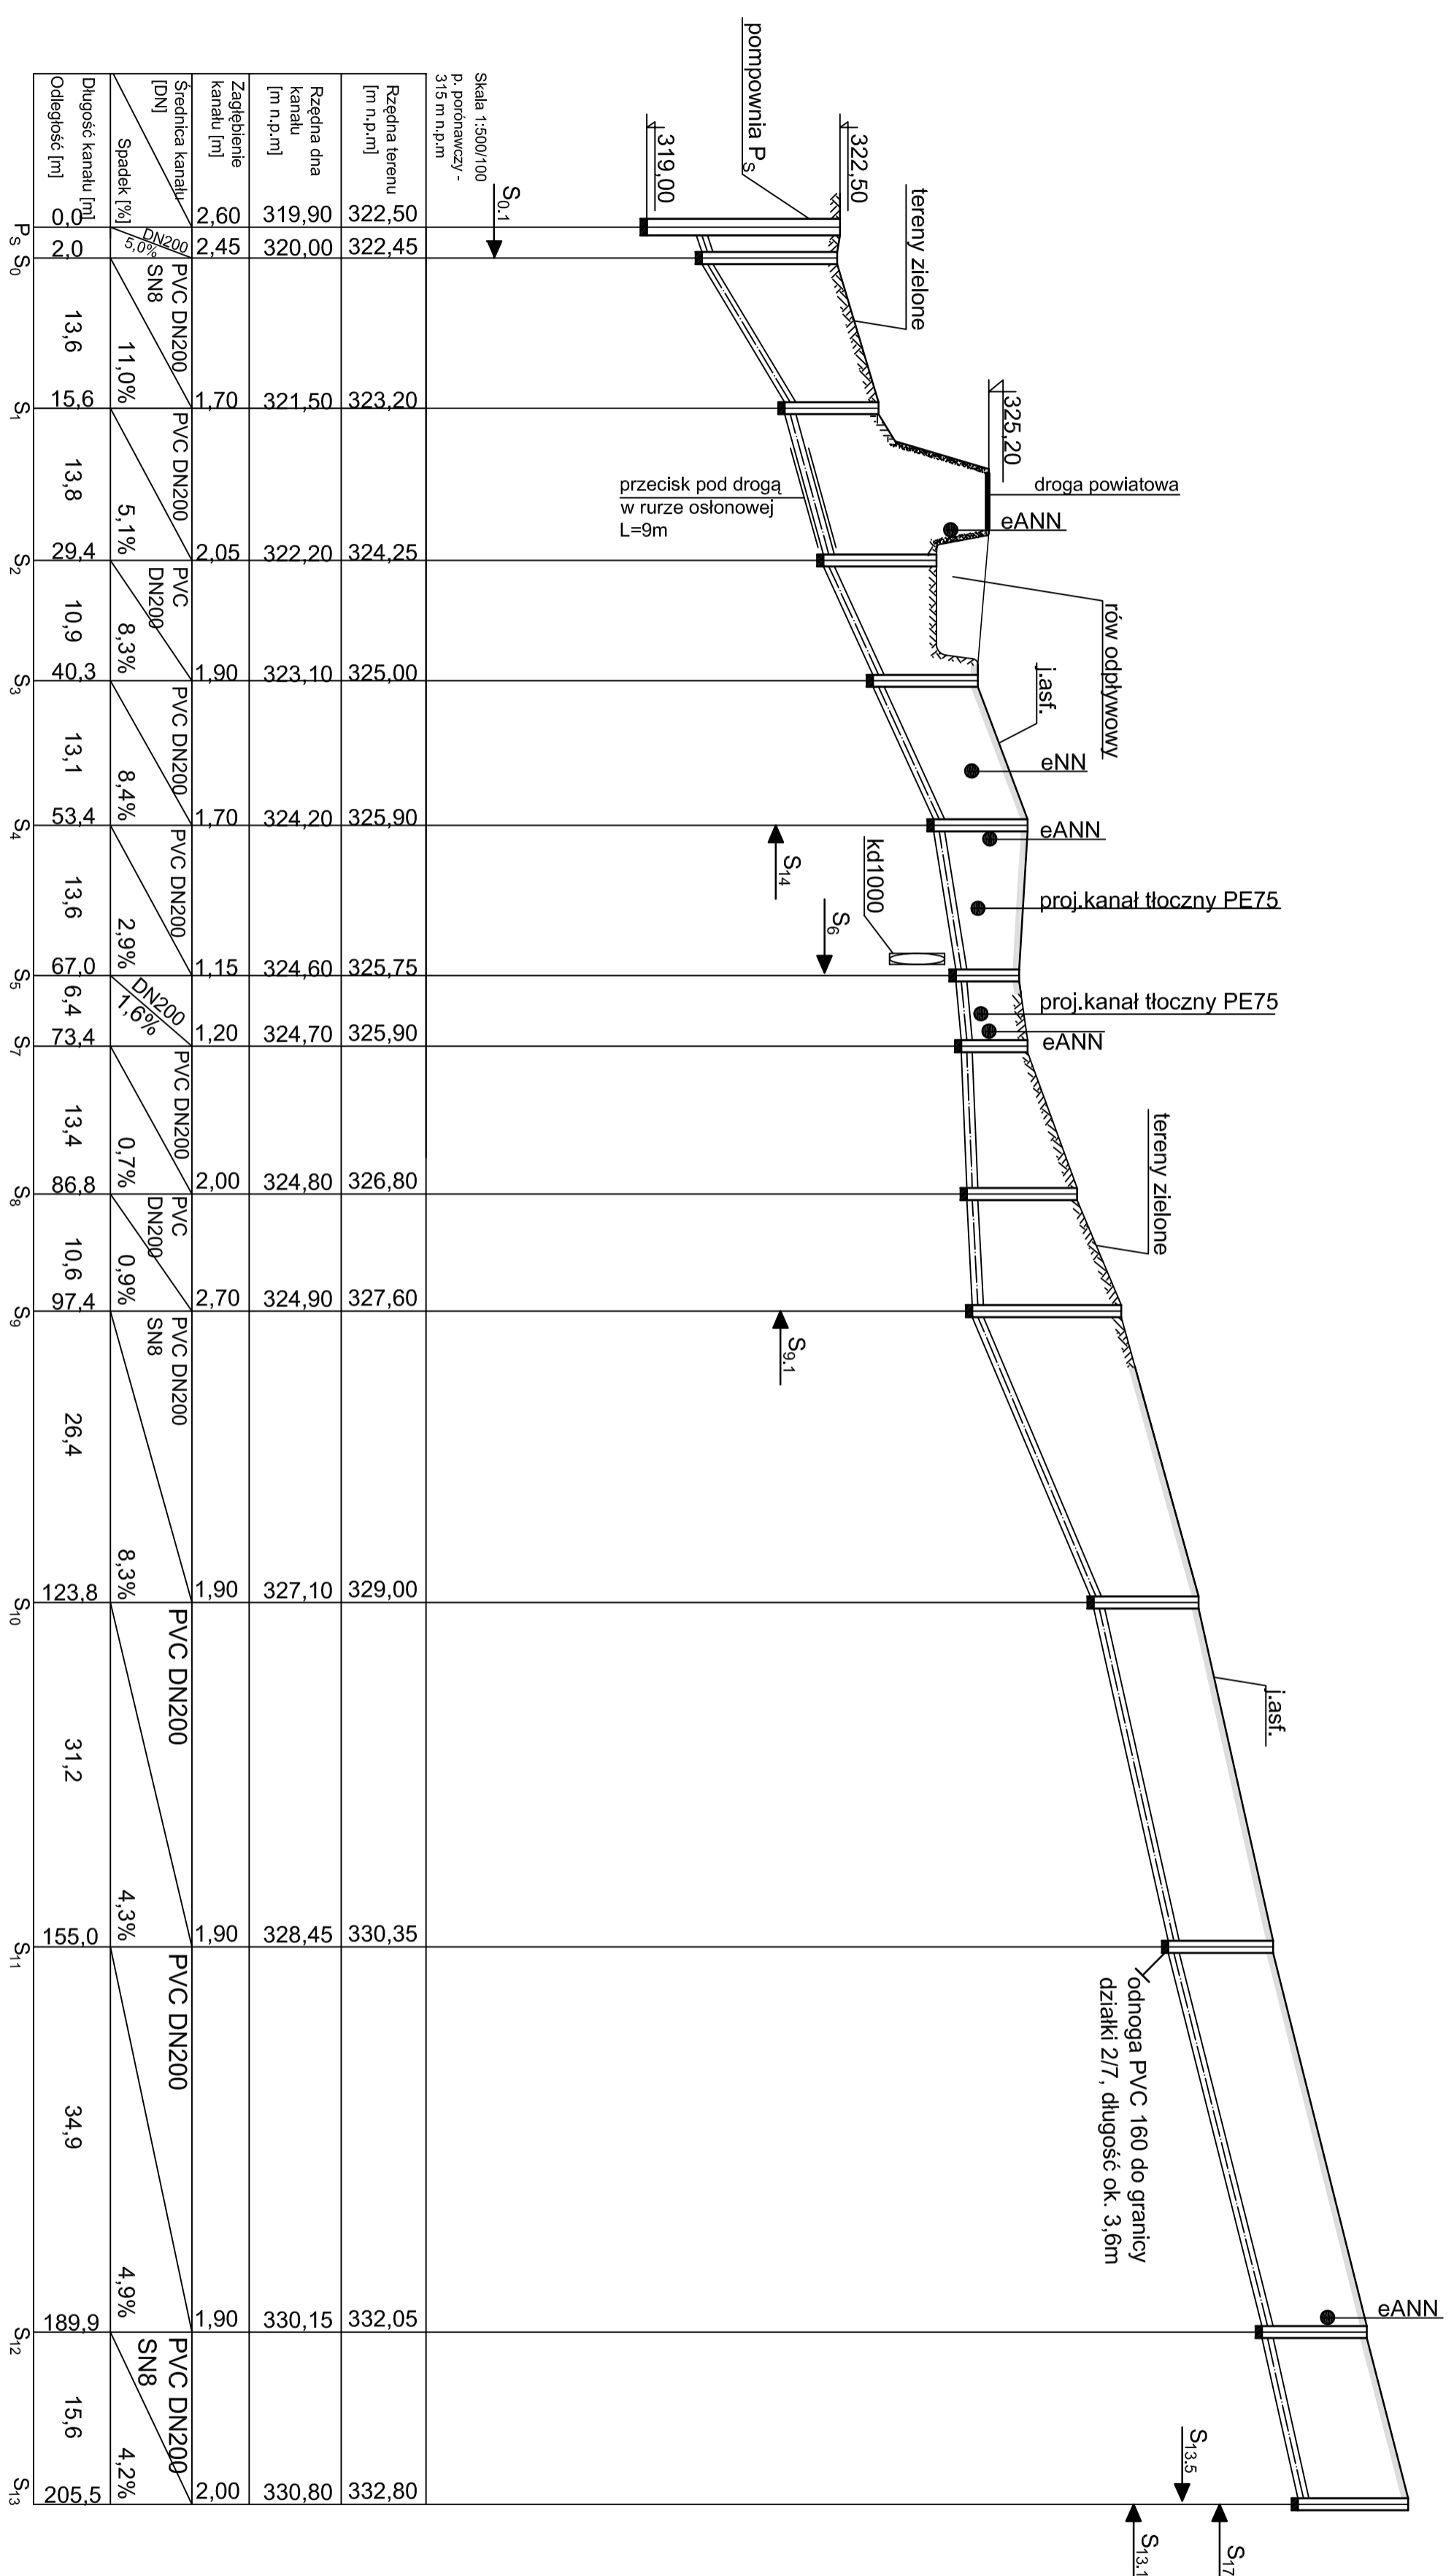 pompownia PS
319,00
322,50
tereny zielone
325,20
droga powiatowa
eANN
przecisk pod drogą
w rurze osłonowej
L=9m
rów odpływowy
j.asf.
eNN
eANN
proj.kanał tłoczny PE75
kd1000
proj.kanał tłoczny PE75
eANN
tereny zielone
j.asf.
odnoga PVC 160 do granicy
działki 2/7, długość ok. 3,6m
eANN
S0.1
S14
S6
S9.1
S13.5
S17
S13.1
Skala 1:500/100
p. porónawczy -
315 m n.p.m
Rzędna terenu
[m n.p.m]
322,50 322,45 323,20 324,25 325,00 325,90 325,75 325,90 326,80 327,60 329,00 330,35 332,05 332,80
Rzędna dna
kanału
[m n.p.m]
319,90 320,00 321,50 322,20 323,10 324,20 324,60 324,70 324,80 324,90 327,10 328,45 330,15 330,80
Zagłębienie
kanału [m]
2,60 2,45 1,70 2,05 1,90 1,70 1,15 1,20 2,00 2,70 1,90 1,90 1,90 2,00
Średnica kanału
[DN]
DN200
PVC DN200
SN8
PVC DN200
PVC
DN200
PVC DN200
PVC DN200
DN200
PVC DN200
PVC
DN200
PVC DN200
SN8
PVC DN200
PVC DN200
PVC DN200
SN8
Spadek [%]
5,0% 11,0% 5,1% 8,3% 8,4% 2,9% 1,6% 0,7% 0,9% 8,3% 4,3% 4,9% 4,2%
Długość kanału [m]
13,6 13,8 10,9 13,1 13,6 6,4 13,4 10,6 26,4 31,2 34,9 15,6
Odległość [m]
0,0 2,0 15,6 29,4 40,3 53,4 67,0 73,4 86,8 97,4 123,8 155,0 189,9 205,5
PS S0 S1 S2 S3 S4 S5 S7 S8 S9 S10 S11 S12 S13